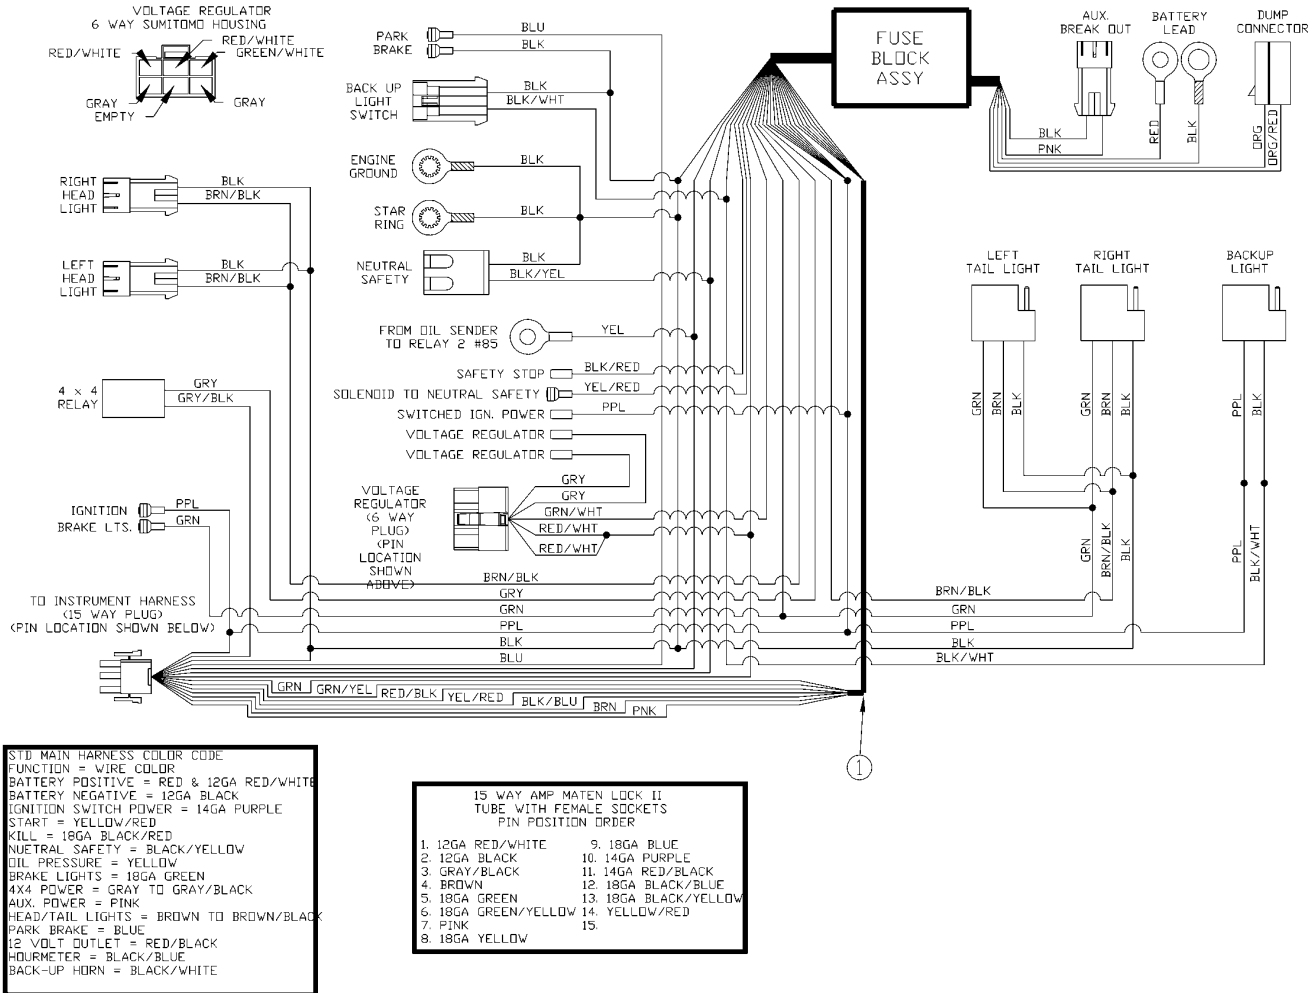 VOLTAGE REGULATOR
6 WAY SUMITOMO HOUSING
RED/WHITE
RED/WHITE
GREEN/WHITE
GRAY
EMPTY
GRAY
PARK
BRAKE
BLU
BLK
BACK UP
LIGHT
SWITCH
BLK
BLK/WHT
ENGINE
GROUND
BLK
STAR
RING
BLK
NEUTRAL
SAFETY
BLK
BLK/YEL
FUSE
BLOCK
ASSY
AUX.
BREAK OUT
BATTERY
LEAD
DUMP
CONNECTOR
BLK
PNK
RED
BLK
ORG
ORG/RED
RIGHT
HEAD
LIGHT
BLK
BRN/BLK
LEFT
HEAD
LIGHT
BLK
BRN/BLK
FROM OIL SENDER
TO RELAY 2 #85
YEL
SAFETY STOP
BLK/RED
SOLENOID TO NEUTRAL SAFETY
YEL/RED
SWITCHED IGN. POWER
PPL
VOLTAGE REGULATOR
VOLTAGE REGULATOR
4 x 4
RELAY
GRY
GRY/BLK
VOLTAGE
REGULATOR
(6 WAY
PLUG)
(PIN
LOCATION
SHOWN
ABOVE)
GRY
GRY
GRN/WHT
RED/WHT
RED/WHT
IGNITION
PPL
BRAKE LTS.
GRN
LEFT
TAIL LIGHT
RIGHT
TAIL LIGHT
BACKUP
LIGHT
GRN
BRN
BLK
GRN
BRN
BLK
PPL
BLK
GRN
BRN/BLK
BLK
PPL
BLK/WHT
TO INSTRUMENT HARNESS
(15 WAY PLUG)
(PIN LOCATION SHOWN BELOW)
BRN/BLK
GRY
GRN
PPL
BLK
BLU
BRN/BLK
GRN
PPL
BLK
BLK/WHT
GRN
GRN/YEL
RED/BLK
YEL/RED
BLK/BLU
BRN
PNK
1
STD MAIN HARNESS COLOR CODE
FUNCTION = WIRE COLOR
BATTERY POSITIVE = RED & 12GA RED/WHITE
BATTERY NEGATIVE = 12GA BLACK
IGNITION SWITCH POWER = 14GA PURPLE
START = YELLOW/RED
KILL = 18GA BLACK/RED
NUETRAL SAFETY = BLACK/YELLOW
OIL PRESSURE = YELLOW
BRAKE LIGHTS = 18GA GREEN
4X4 POWER = GRAY TO GRAY/BLACK
AUX. POWER = PINK
HEAD/TAIL LIGHTS = BROWN TO BROWN/BLACK
PARK BRAKE = BLUE
12 VOLT OUTLET = RED/BLACK
HOURMETER = BLACK/BLUE
BACK-UP HORN = BLACK/WHITE
15 WAY AMP MATEN LOCK II
TUBE WITH FEMALE SOCKETS
PIN POSITION ORDER
1. 12GA RED/WHITE
2. 12GA BLACK
3. GRAY/BLACK
4. BROWN
5. 18GA GREEN
6. 18GA GREEN/YELLOW
7. PINK
8. 18GA YELLOW
9. 18GA BLUE
10. 14GA PURPLE
11. 14GA RED/BLACK
12. 18GA BLACK/BLUE
13. 18GA BLACK/YELLOW
14. YELLOW/RED
15.